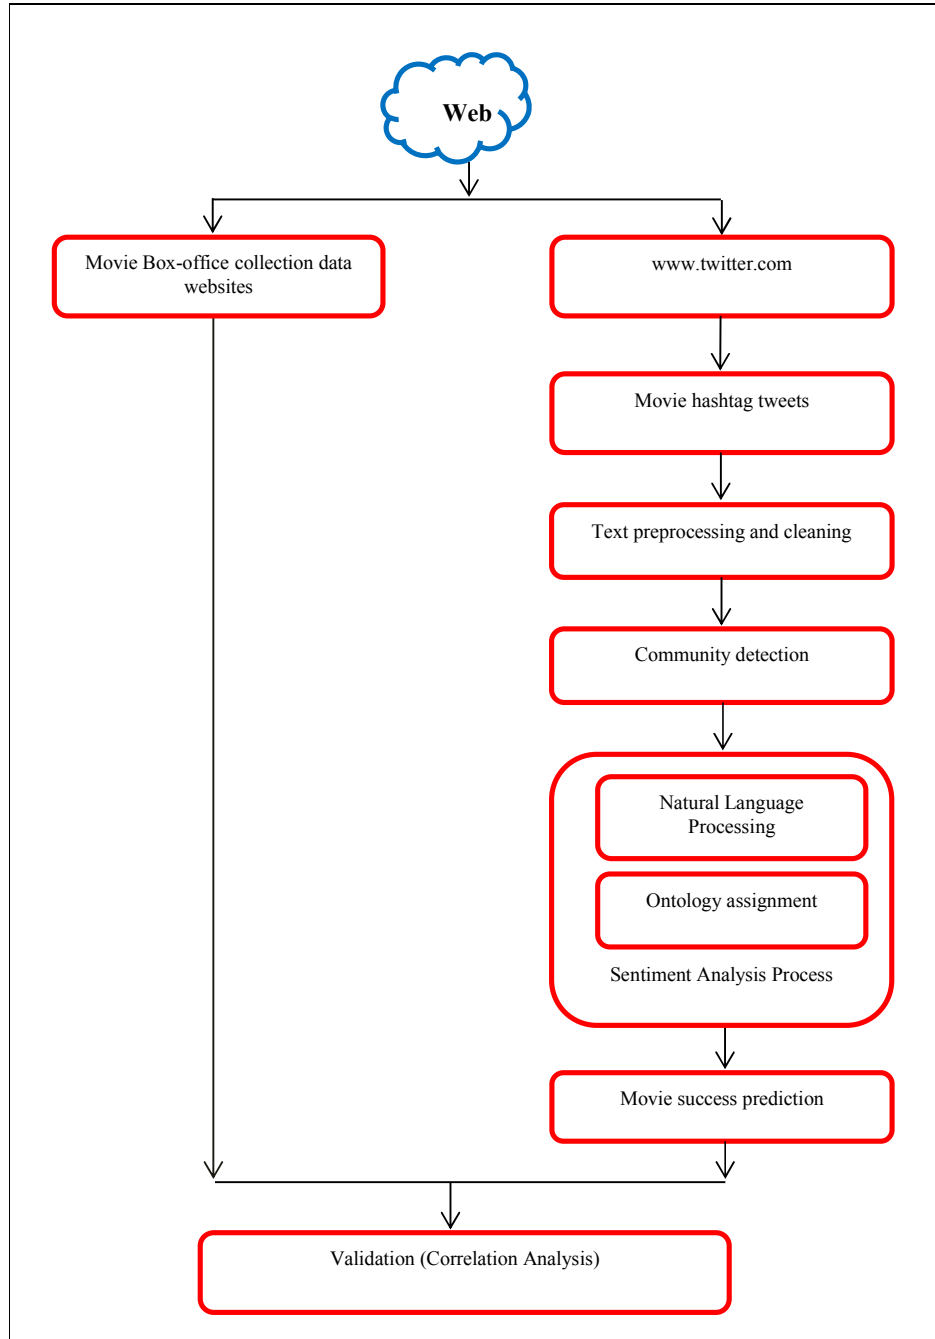 Web
Movie Box-office collection data
websites
www.twitter.com
Movie hashtag tweets
Text preprocessing and cleaning
Community detection
Natural Language
Processing
Ontology assignment
Sentiment Analysis Process
Movie success prediction
Validation (Correlation Analysis)